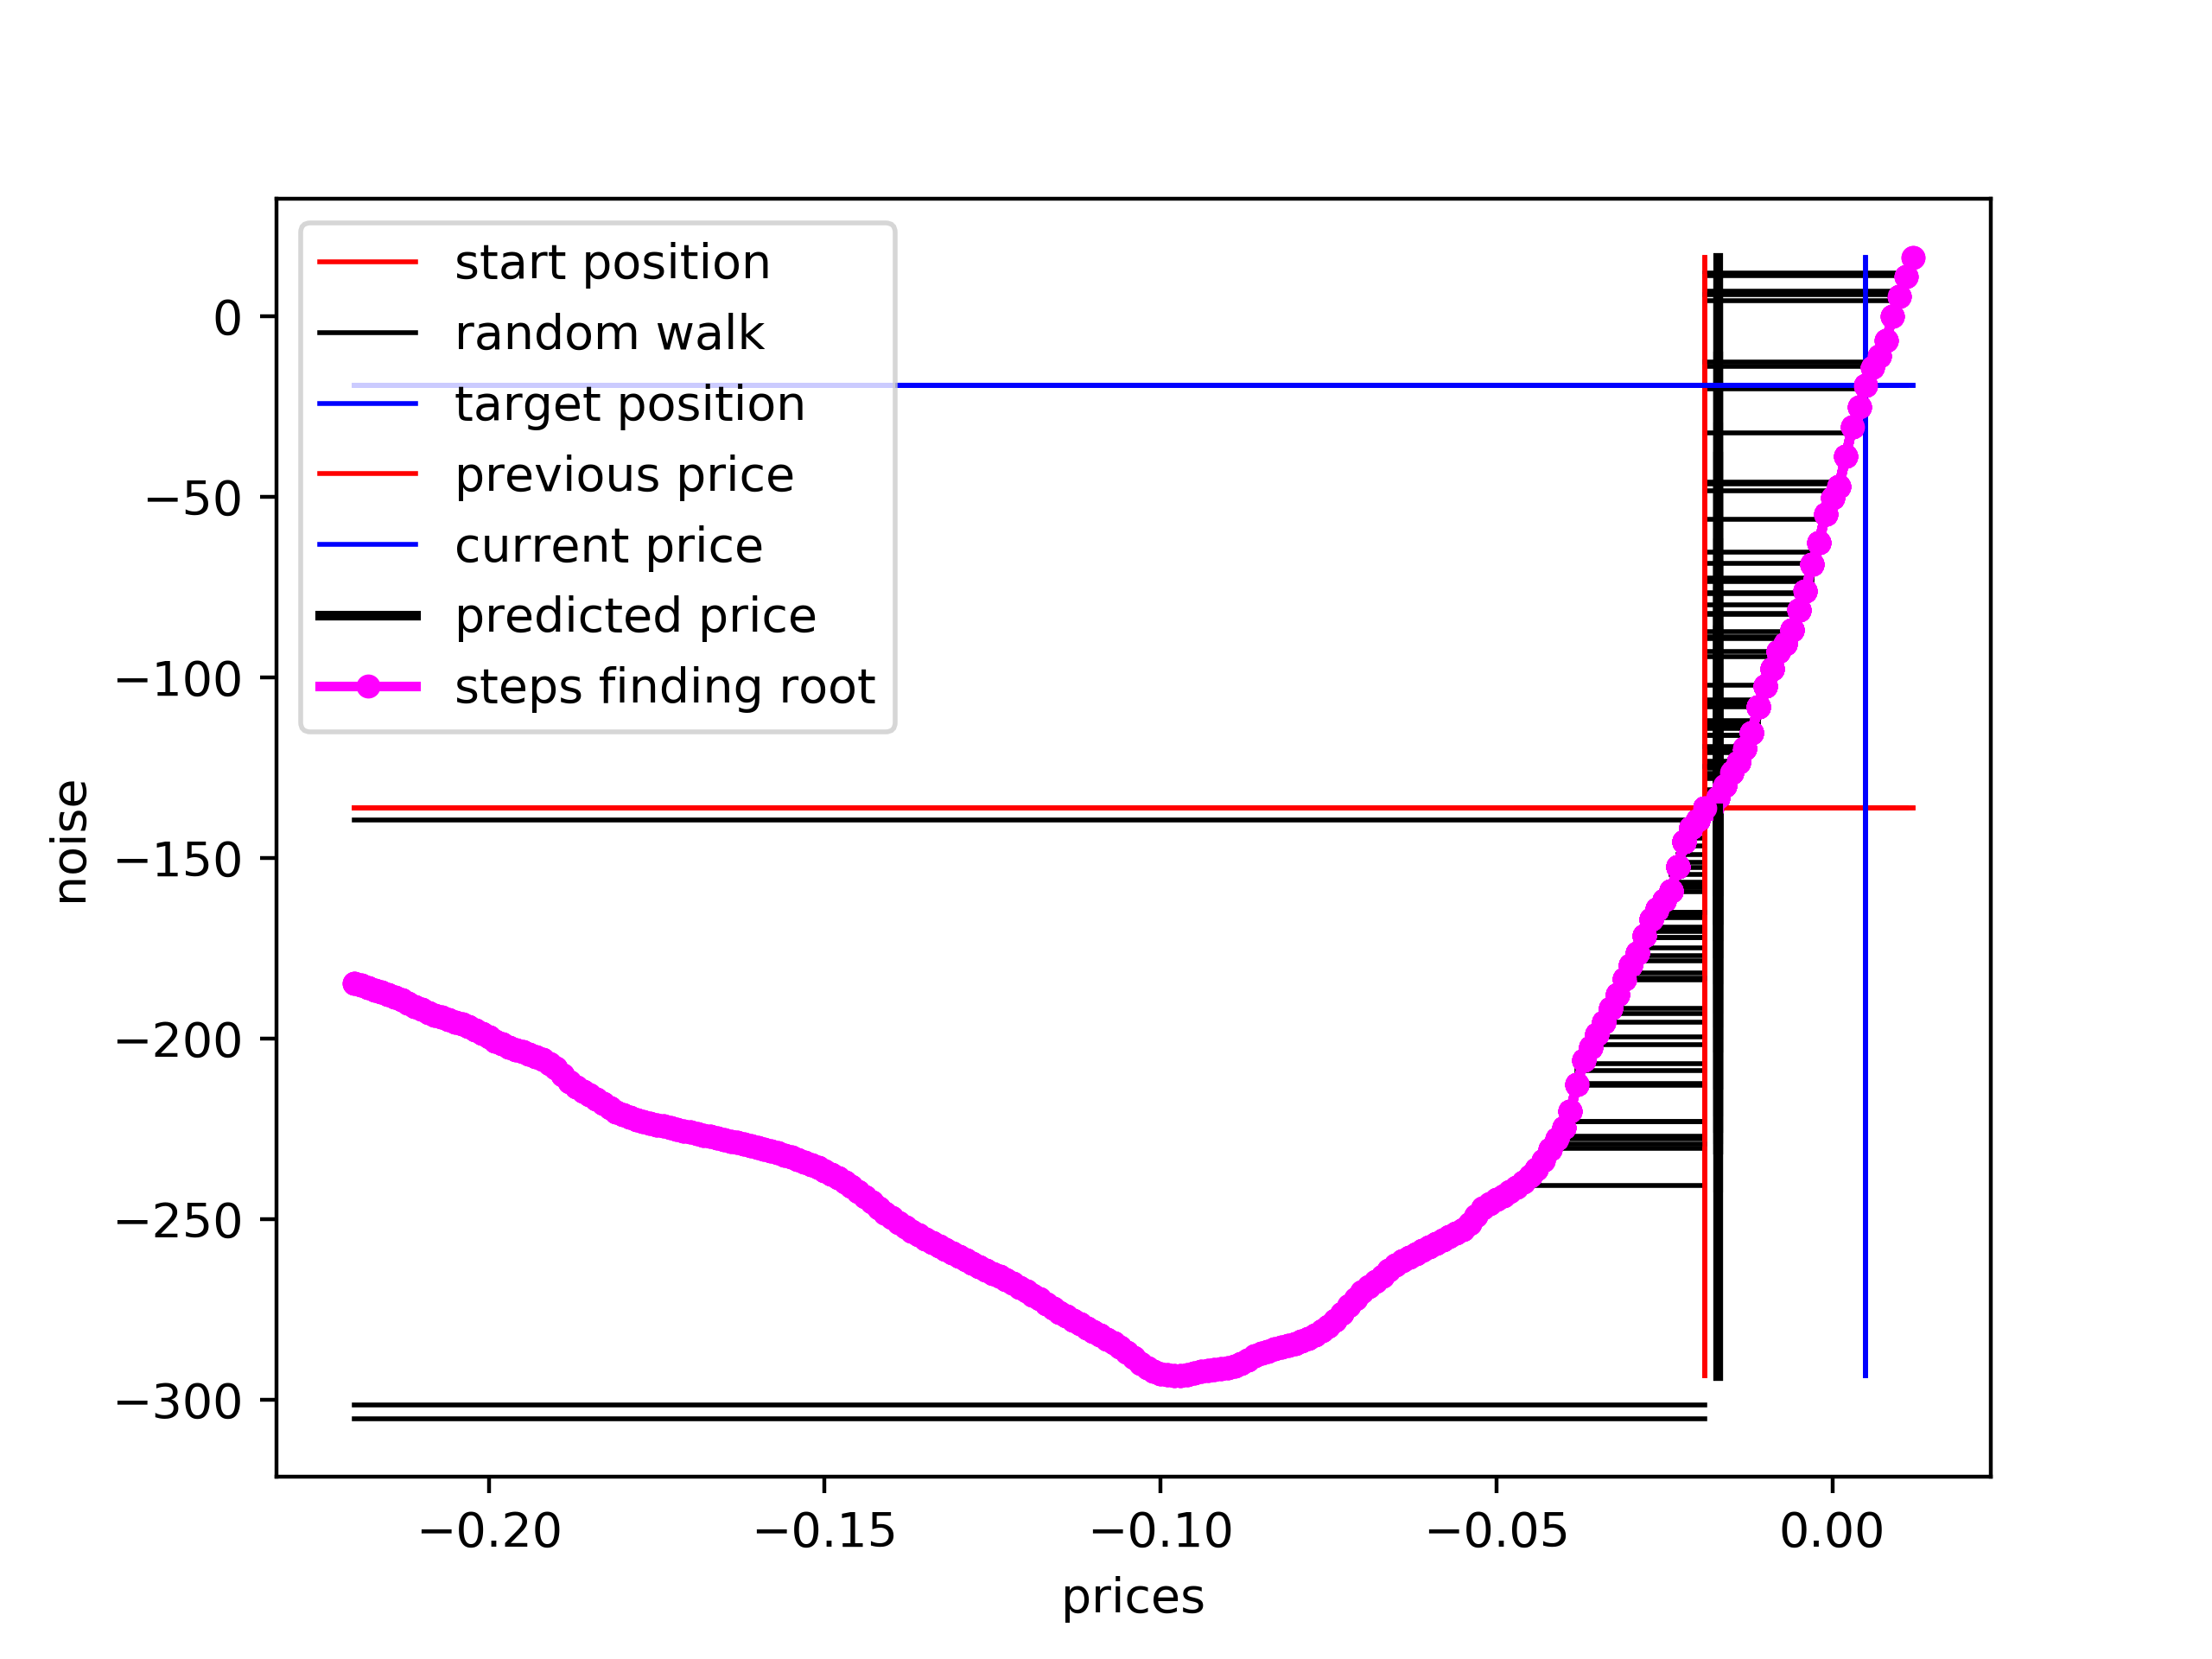 start position
random walk
target position
previous price
current price
predicted price
steps finding root
0
−50
−100
−150
−200
−250
−300
noise
−0.20 −0.15 −0.10 −0.05 0.00
prices